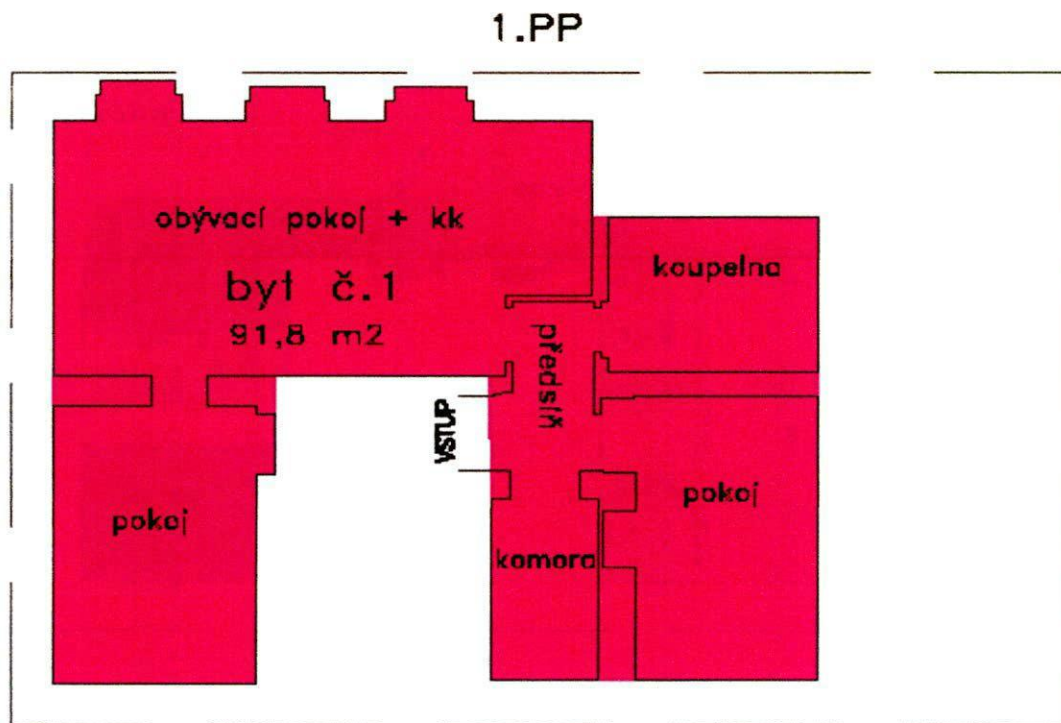 1.PP
obývací pokoj + kk
byt č.1
91,8 m2
koupelna
předsíň
VSTUP
pokoj
komora
pokoj